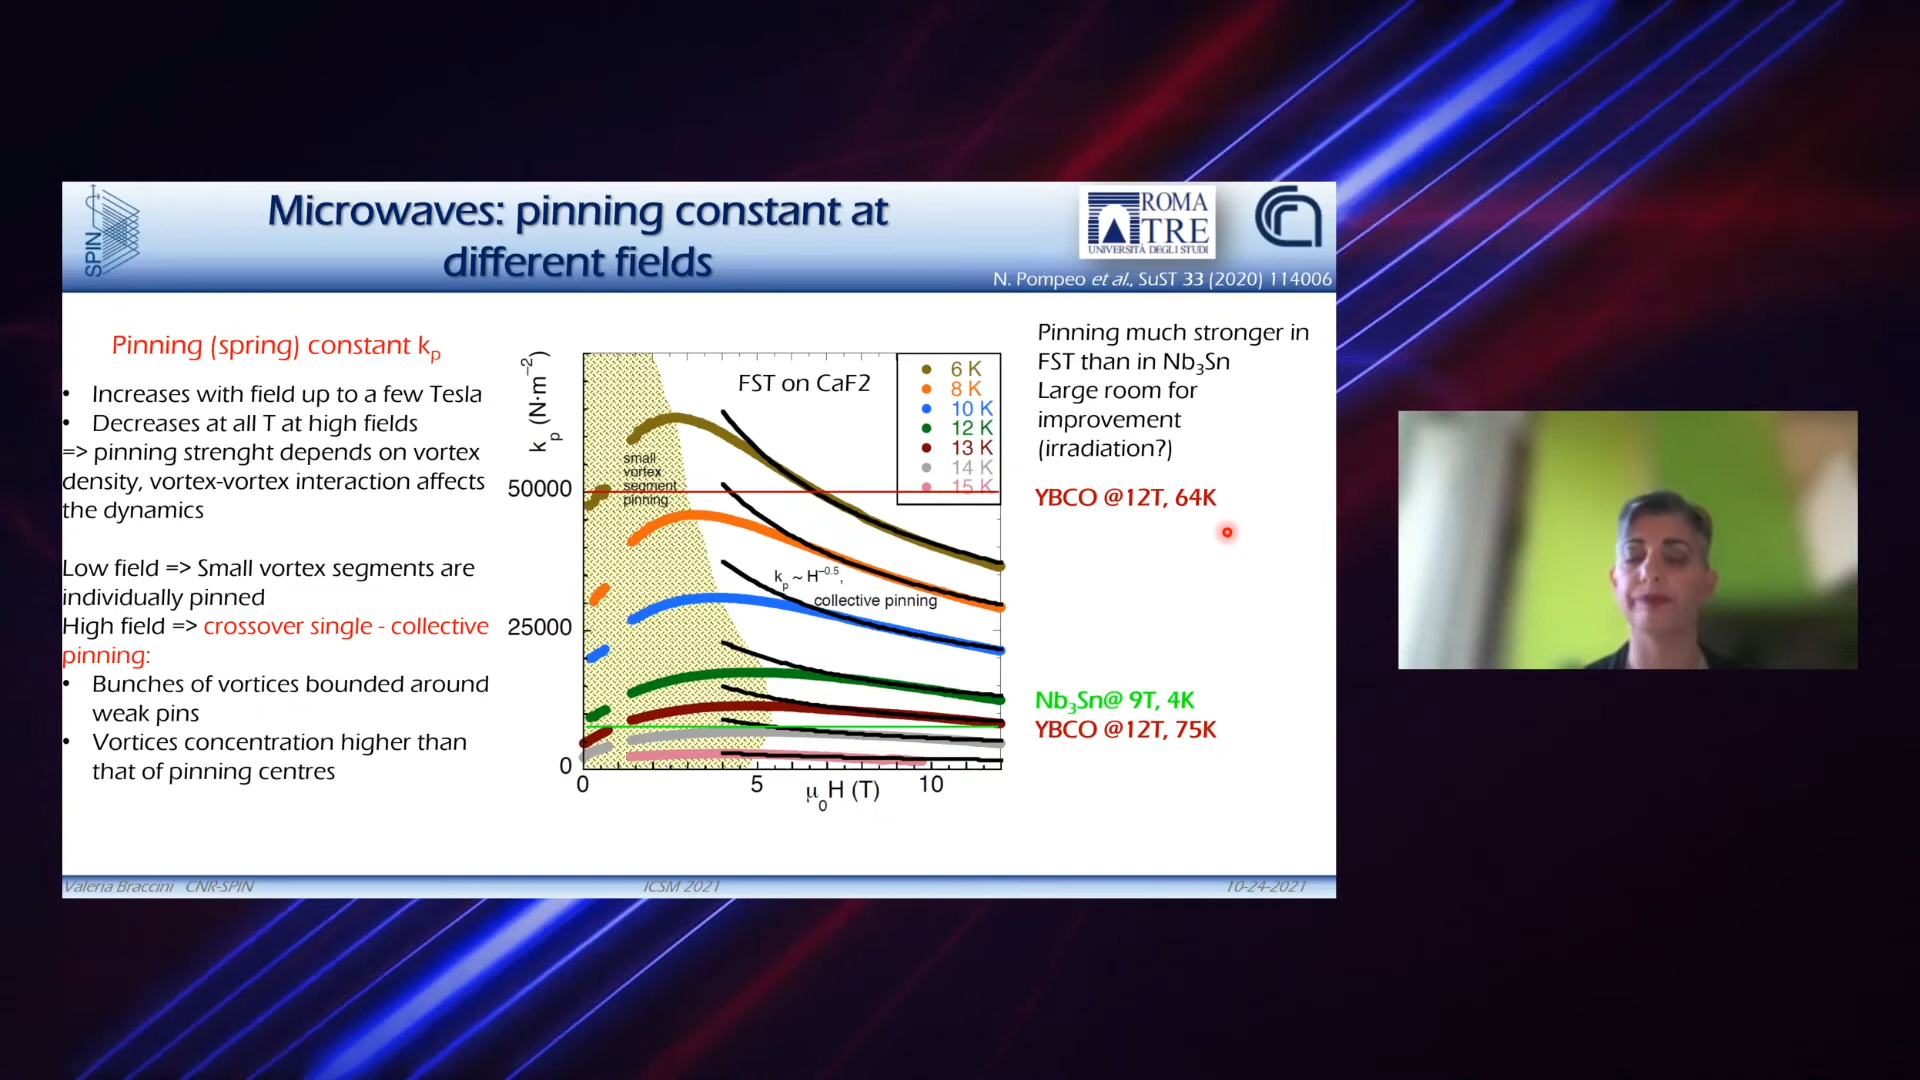 SPIN
Microwaves: pinning constant at
different fields
ROMA
TRE
UNIVERSITÀ DEGLI STUDI
N. Pompeo et al., SuST 33 (2020) 114006
Pinning (spring) constant kp
• Increases with field up to a few Tesla
• Decreases at all T at high fields
=> pinning strenght depends on vortex
density, vortex-vortex interaction affects
the dynamics
Low field => Small vortex segments are
individually pinned
High field => crossover single - collective
pinning:
• Bunches of vortices bounded around
weak pins
• Vortices concentration higher than
that of pinning centres
kp (N·m⁻²)
50000
25000
0
0
5
10
μ0H (T)
FST on CaF2
6 K
8 K
10 K
12 K
13 K
14 K
15 K
small
vortex
segment
pinning
kp ~ H⁻⁰·⁵,
collective pinning
Pinning much stronger in
FST than in Nb3Sn
Large room for
improvement
(irradiation?)
YBCO @12T, 64K
Nb3Sn@ 9T, 4K
YBCO @12T, 75K
Valeria Braccini CNR-SPIN
ICSM 2021
10-24-2021